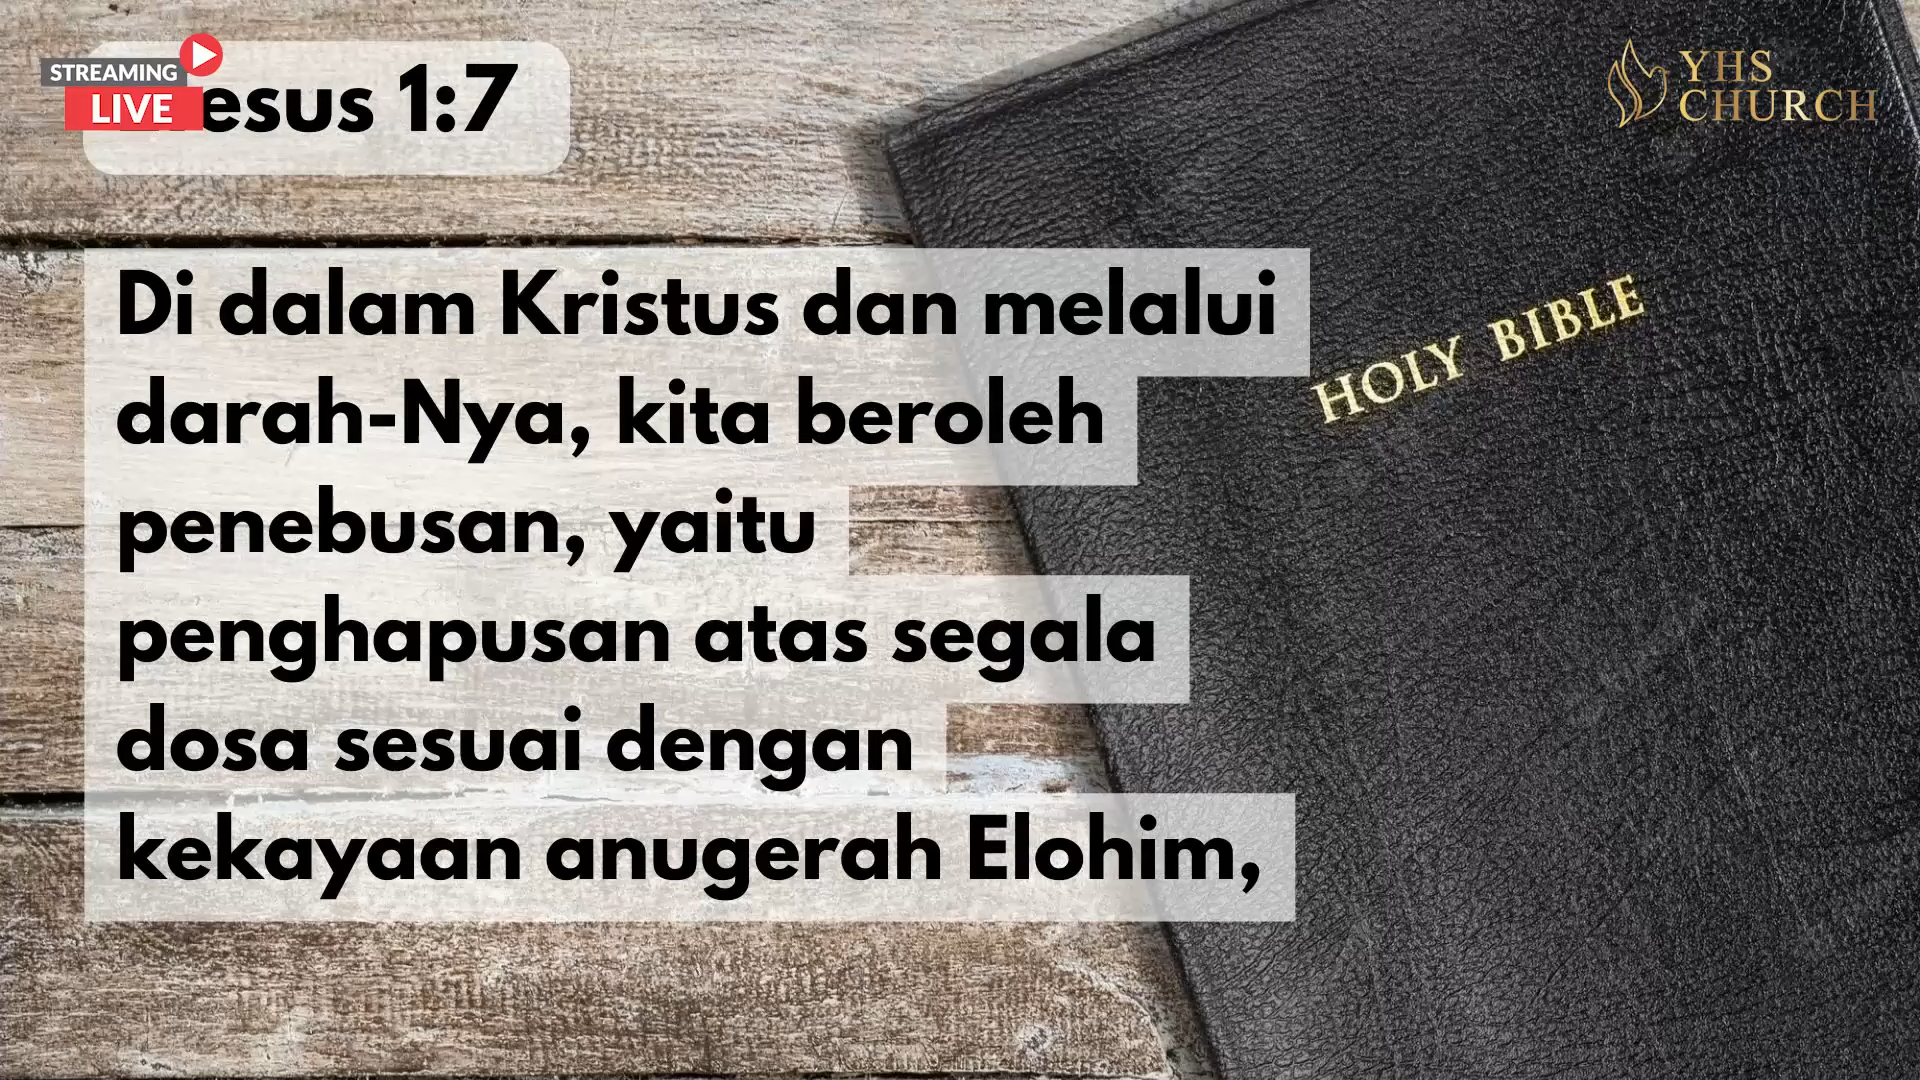 STREAMING
LIVE
esus 1:7
YHS
CHURCH
Di dalam Kristus dan melalui
darah-Nya, kita beroleh
penebusan, yaitu
penghapusan atas segala
dosa sesuai dengan
kekayaan anugerah Elohim,
HOLY BIBLE